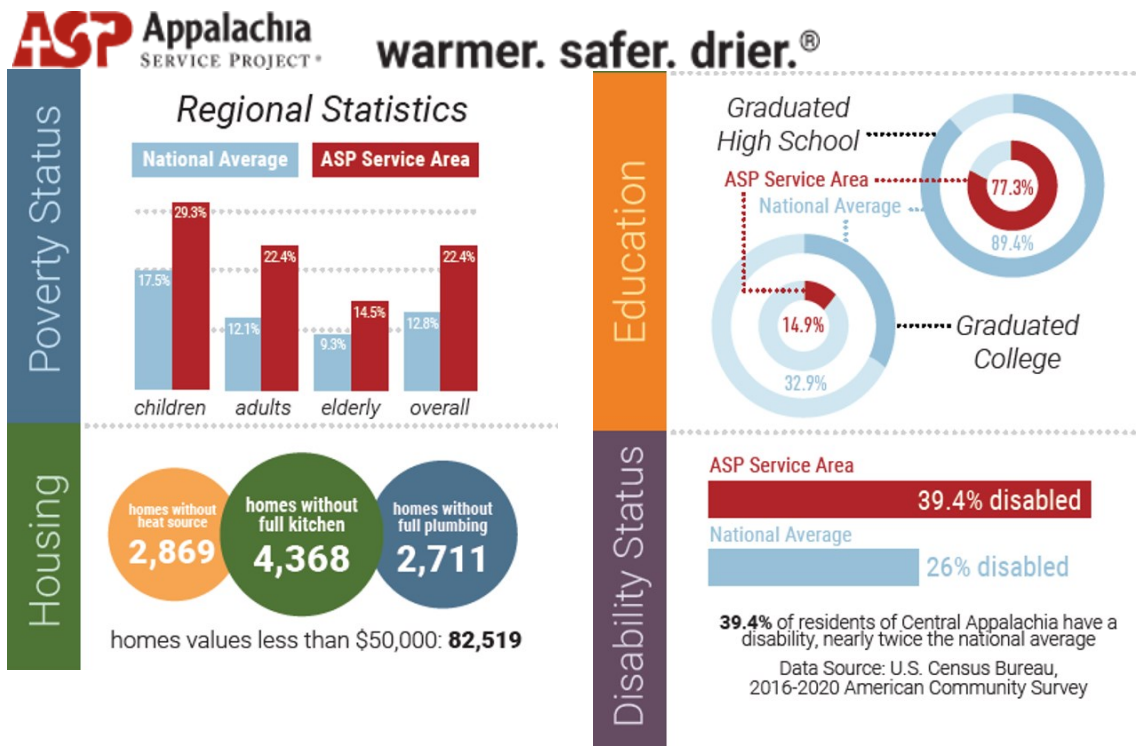 ASP Appalachia
SERVICE PROJECT®
warmer. safer. drier.®
Poverty Status
Regional Statistics
National Average
ASP Service Area
17.5%
29.3%
12.1%
22.4%
9.3%
14.5%
12.8%
22.4%
children adults elderly overall
Housing
homes without
heat source
2,869
homes without
full kitchen
4,368
homes without
full plumbing
2,711
homes values less than $50,000: 82,519
Education
Graduated
High School
ASP Service Area
National Average
77.3%
89.4%
14.9%
32.9%
Graduated
College
Disability Status
ASP Service Area
39.4% disabled
National Average
26% disabled
39.4% of residents of Central Appalachia have a
disability, nearly twice the national average
Data Source: U.S. Census Bureau,
2016-2020 American Community Survey